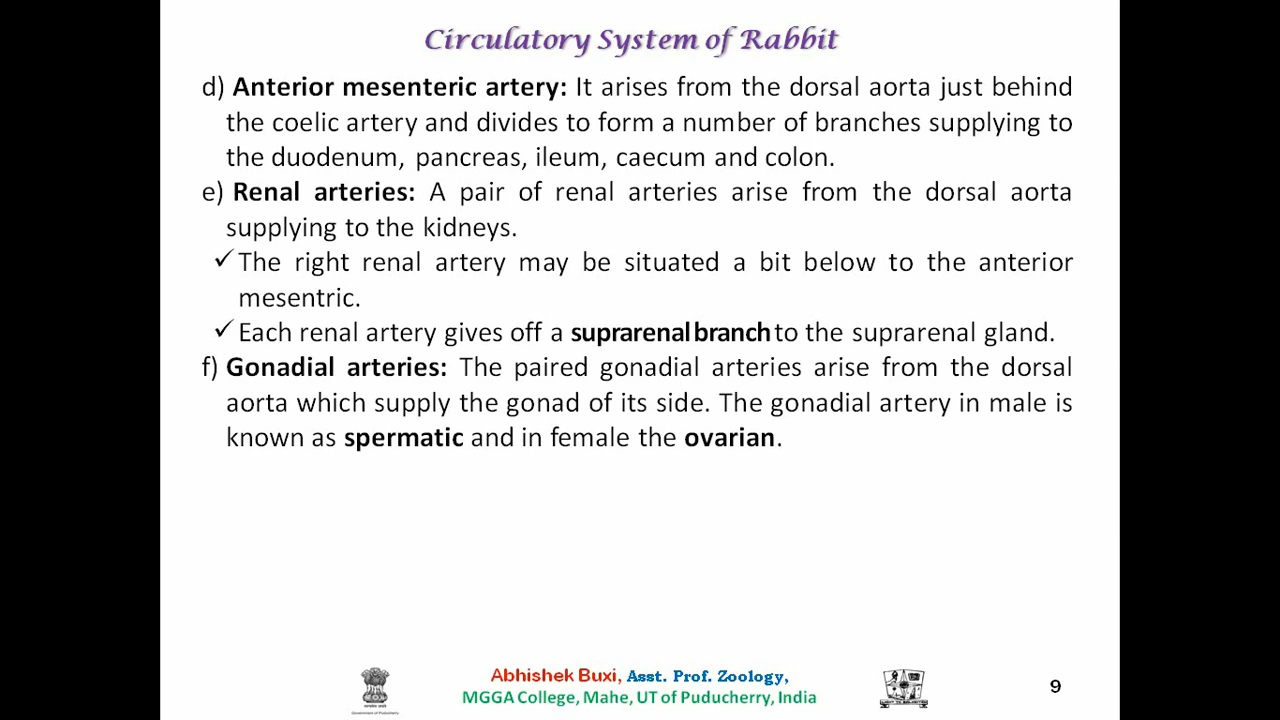 Circulatory System of Rabbit
d) Anterior mesenteric artery: It arises from the dorsal aorta just behind
the coelic artery and divides to form a number of branches supplying to
the duodenum, pancreas, ileum, caecum and colon.
e) Renal arteries: A pair of renal arteries arise from the dorsal aorta
supplying to the kidneys.
✓The right renal artery may be situated a bit below to the anterior
mesentric.
✓Each renal artery gives off a suprarenal branch to the suprarenal gland.
f) Gonadial arteries: The paired gonadial arteries arise from the dorsal
aorta which supply the gonad of its side. The gonadial artery in male is
known as spermatic and in female the ovarian.
Abhishek Buxi, Asst. Prof. Zoology,
MGGA College, Mahe, UT of Puducherry, India
Government of Puducherry
9